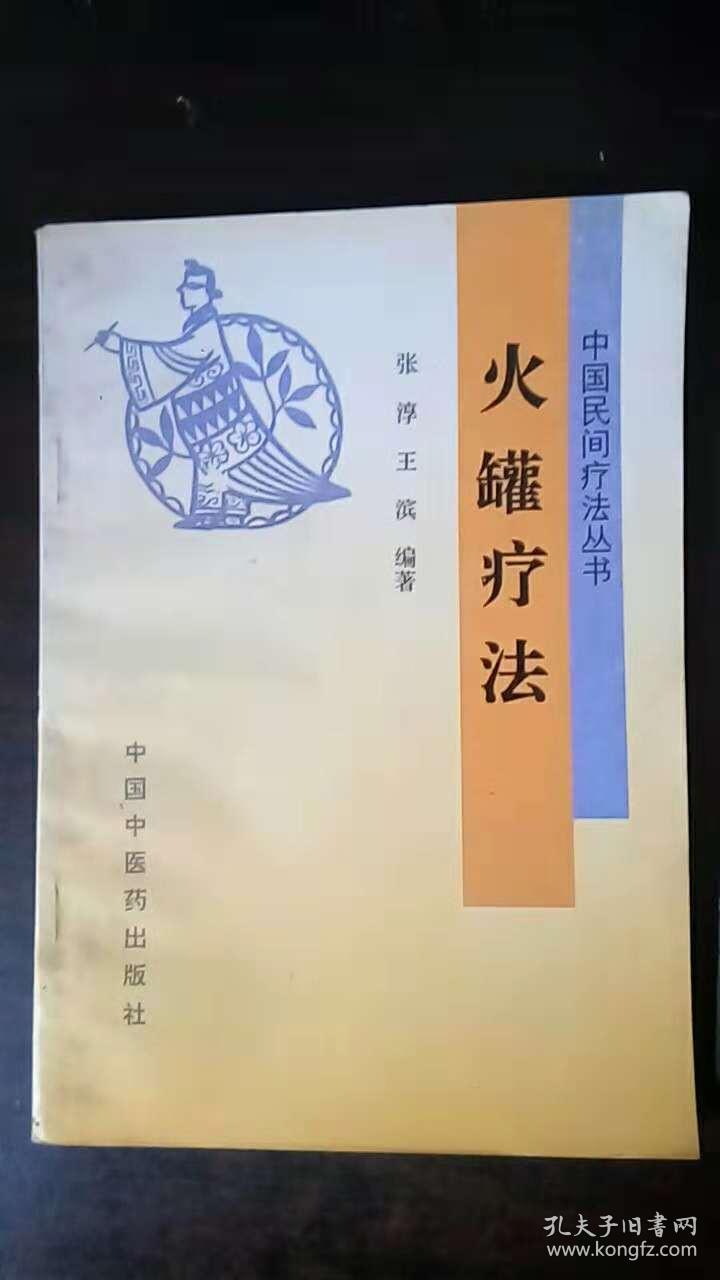 中国民间疗法丛书
火罐疗法
张淳王滨编著
中国中医药出版社
孔夫子旧書网
www.kongfz.com